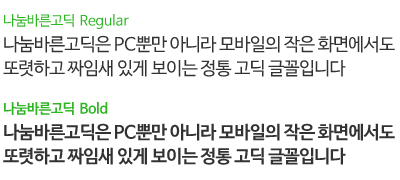 나눔바른고딕 Regular
나눔바른고딕은 PC뿐만 아니라 모바일의 작은 화면에서도
또렷하고 짜임새 있게 보이는 정통 고딕 글꼴입니다
나눔바른고딕 Bold
나눔바른고딕은 PC뿐만 아니라 모바일의 작은 화면에서도
또렷하고 짜임새 있게 보이는 정통 고딕 글꼴입니다